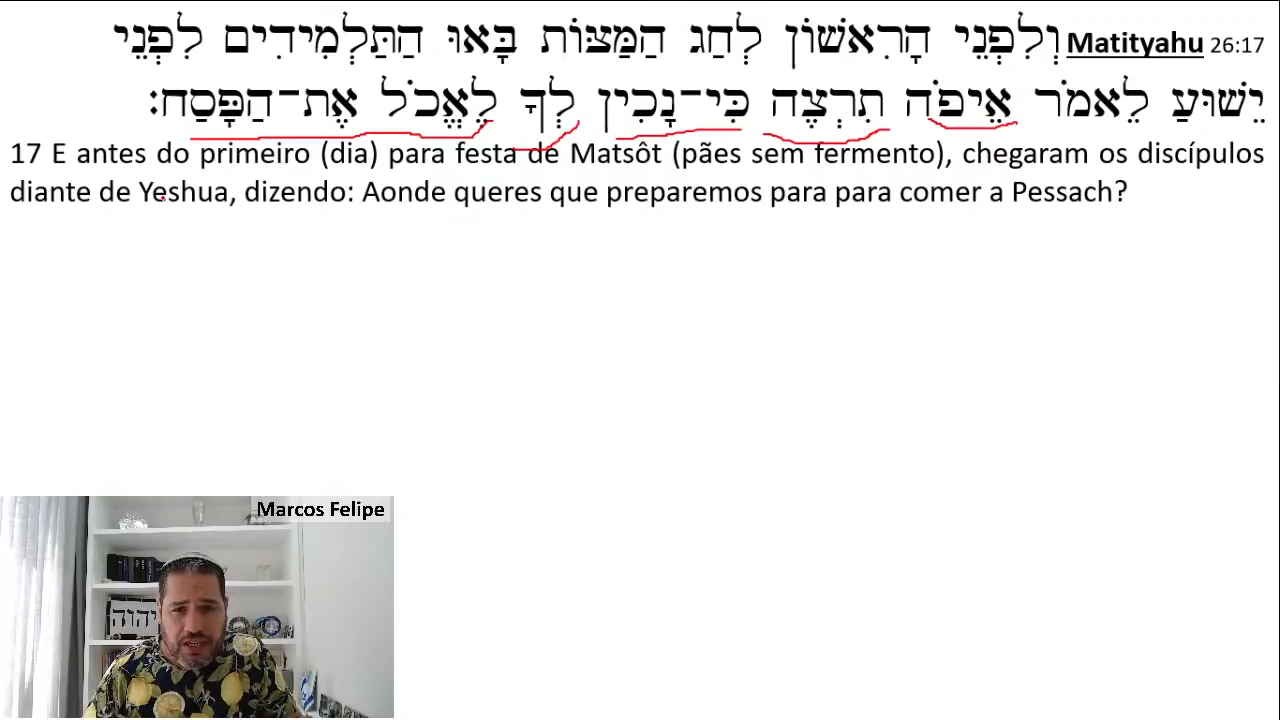 Matityahu 26:17 וְלִפְנֵי הָרִאשׁוֹן לְחַג הַמַּצּוֹת בָּאוּ הַתַּלְמִידִים לִפְנֵי
יֵשׁוּעַ לֵאמֹר אֵיפֹה תִרְצֶה כִּי־נָכִין לְךָ לֶאֱכֹל אֶת־הַפָּסַח׃
17 E antes do primeiro (dia) para festa de Matsôt (pães sem fermento), chegaram os discípulos
diante de Yeshua, dizendo: Aonde queres que preparemos para para comer a Pessach?
Marcos Felipe
יהוה